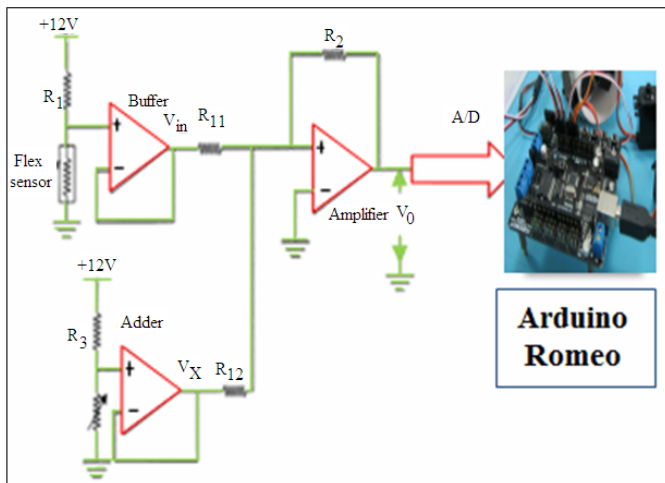 +12V
R1
Buffer
Vin
R11
R2
A/D
Flex
sensor
Amplifier
V0
+12V
R3
Adder
VX
R12
Arduino
Romeo